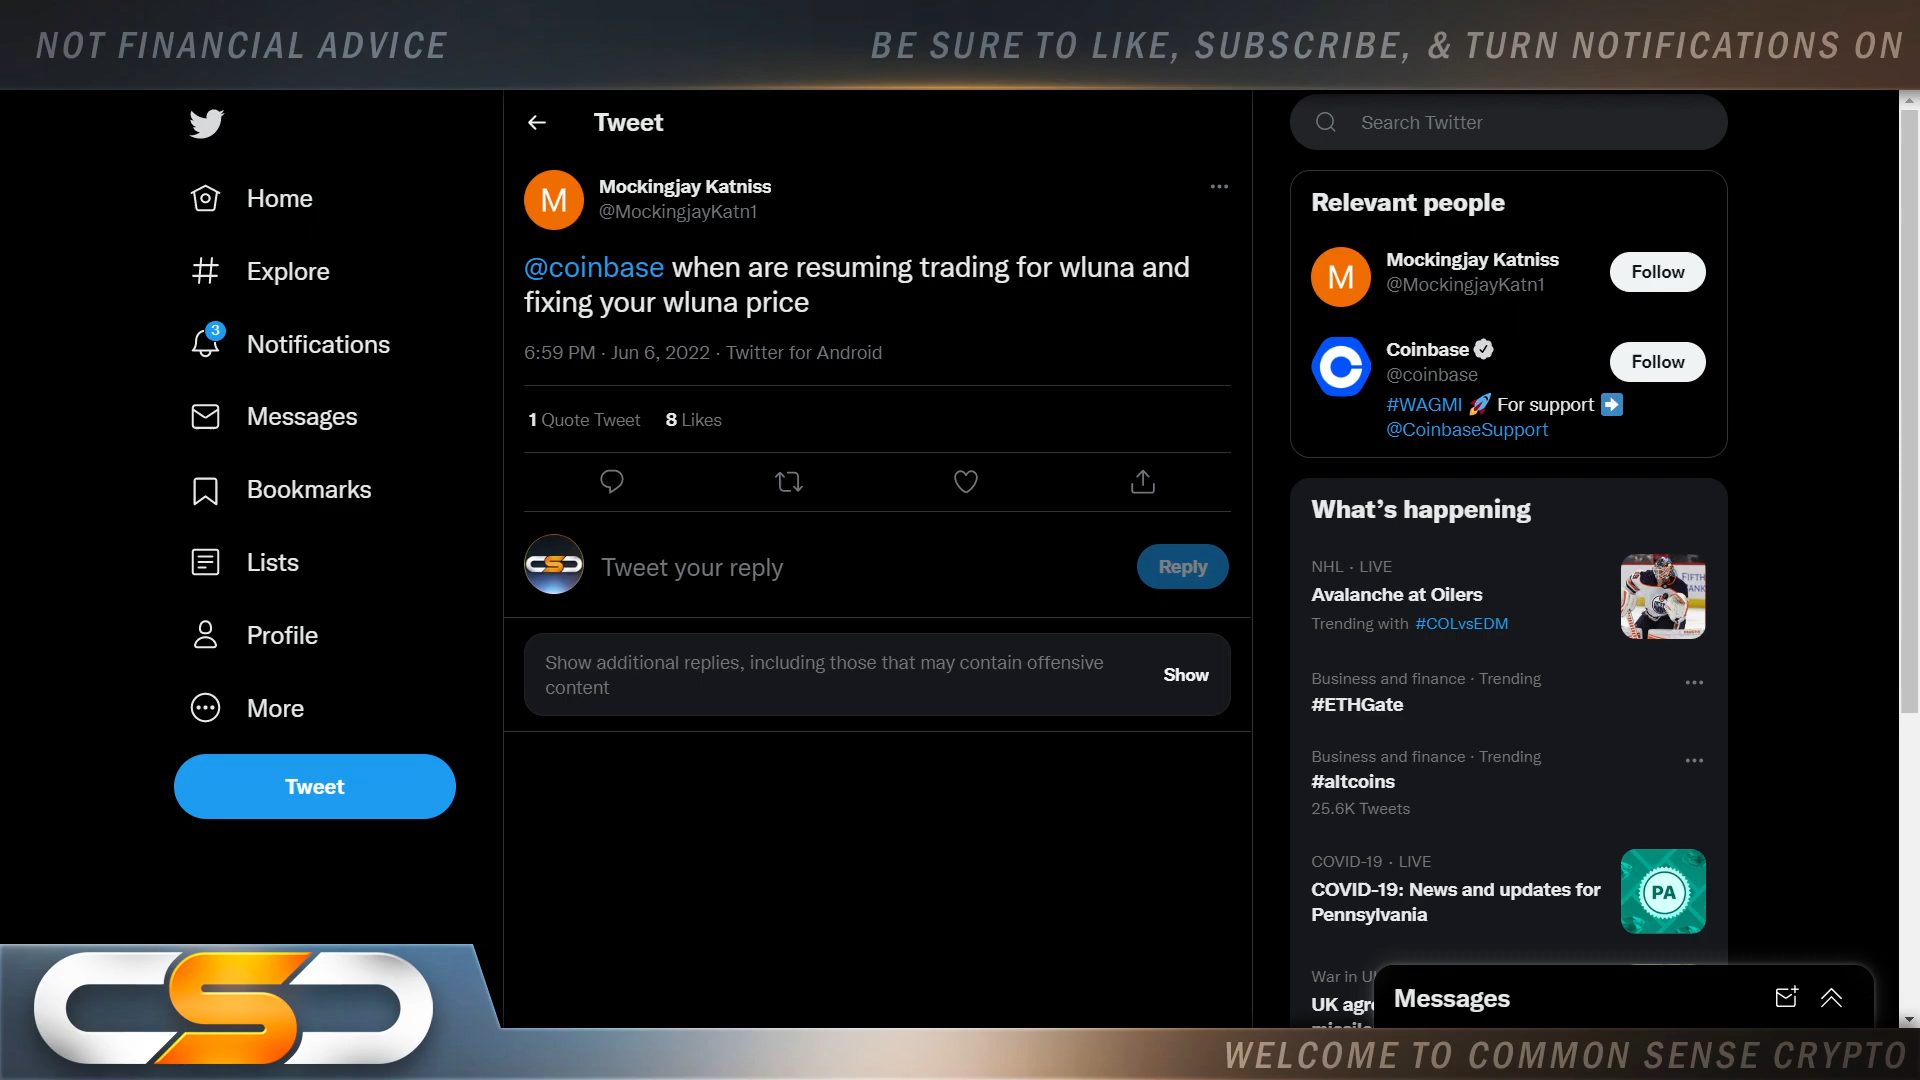 NOT FINANCIAL ADVICE
BE SURE TO LIKE, SUBSCRIBE, & TURN NOTIFICATIONS ON
Home
Explore
3
Notifications
Messages
Bookmarks
Lists
Profile
More
Tweet
Tweet
M
Mockingjay Katniss
@MockingjayKatn1
@coinbase when are resuming trading for wluna and
fixing your wluna price
6:59 PM · Jun 6, 2022 · Twitter for Android
1 Quote Tweet 8 Likes
CSC
Tweet your reply
Reply
Show additional replies, including those that may contain offensive
content
Show
Search Twitter
Relevant people
M
Mockingjay Katniss
@MockingjayKatn1
Follow
Coinbase
@coinbase
Follow
#WAGMI 🚀 For support ➡
@CoinbaseSupport
What’s happening
NHL · LIVE
Avalanche at Oilers
Trending with #COLvsEDM
FIFTH
Business and finance · Trending
#ETHGate
Business and finance · Trending
#altcoins
25.6K Tweets
COVID-19 · LIVE
COVID-19: News and updates for
Pennsylvania
PA
War in
UK
Messages
CSC
WELCOME TO COMMON SENSE CRYPTO